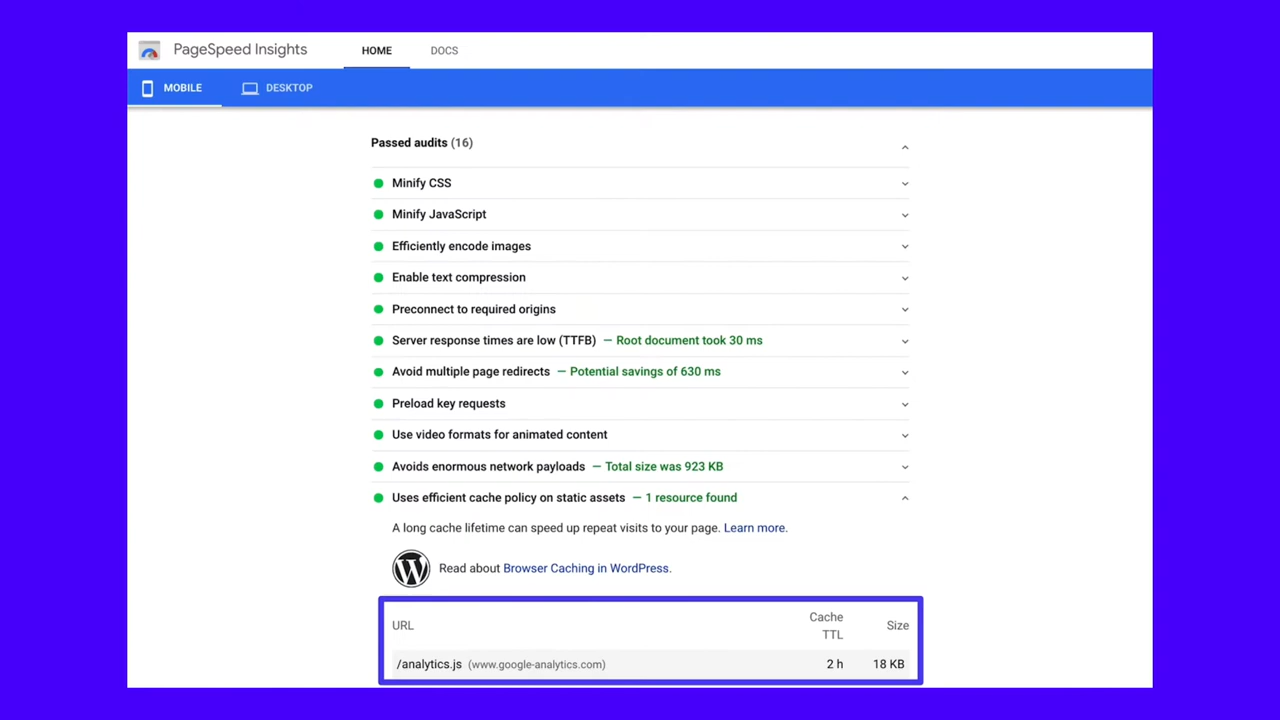 PageSpeed Insights HOME DOCS
MOBILE DESKTOP
Passed audits (16)
Minify CSS
Minify JavaScript
Efficiently encode images
Enable text compression
Preconnect to required origins
Server response times are low (TTFB) — Root document took 30 ms
Avoid multiple page redirects — Potential savings of 630 ms
Preload key requests
Use video formats for animated content
Avoids enormous network payloads — Total size was 923 KB
Uses efficient cache policy on static assets — 1 resource found
A long cache lifetime can speed up repeat visits to your page. Learn more.
Read about Browser Caching in WordPress.
URL Cache TTL Size
/analytics.js (www.google-analytics.com) 2 h 18 KB